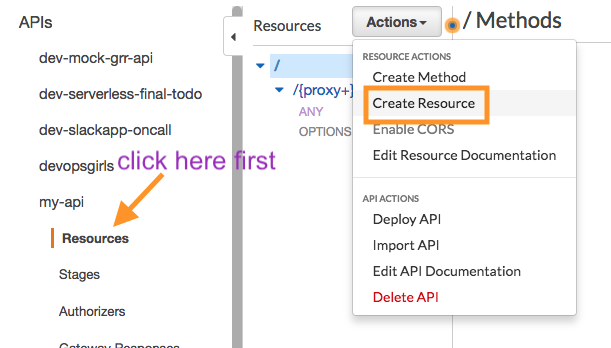 APIs
dev-mock-grr-api
dev-serverless-final-todo
dev-slackapp-oncall
devopsgirls
click here first
my-api
Resources
Stages
Authorizers
Gateway Responses
Resources
/
/{proxy+}
ANY
OPTIONS
Actions
/ Methods
RESOURCE ACTIONS
Create Method
Create Resource
Enable CORS
Edit Resource Documentation
API ACTIONS
Deploy API
Import API
Edit API Documentation
Delete API